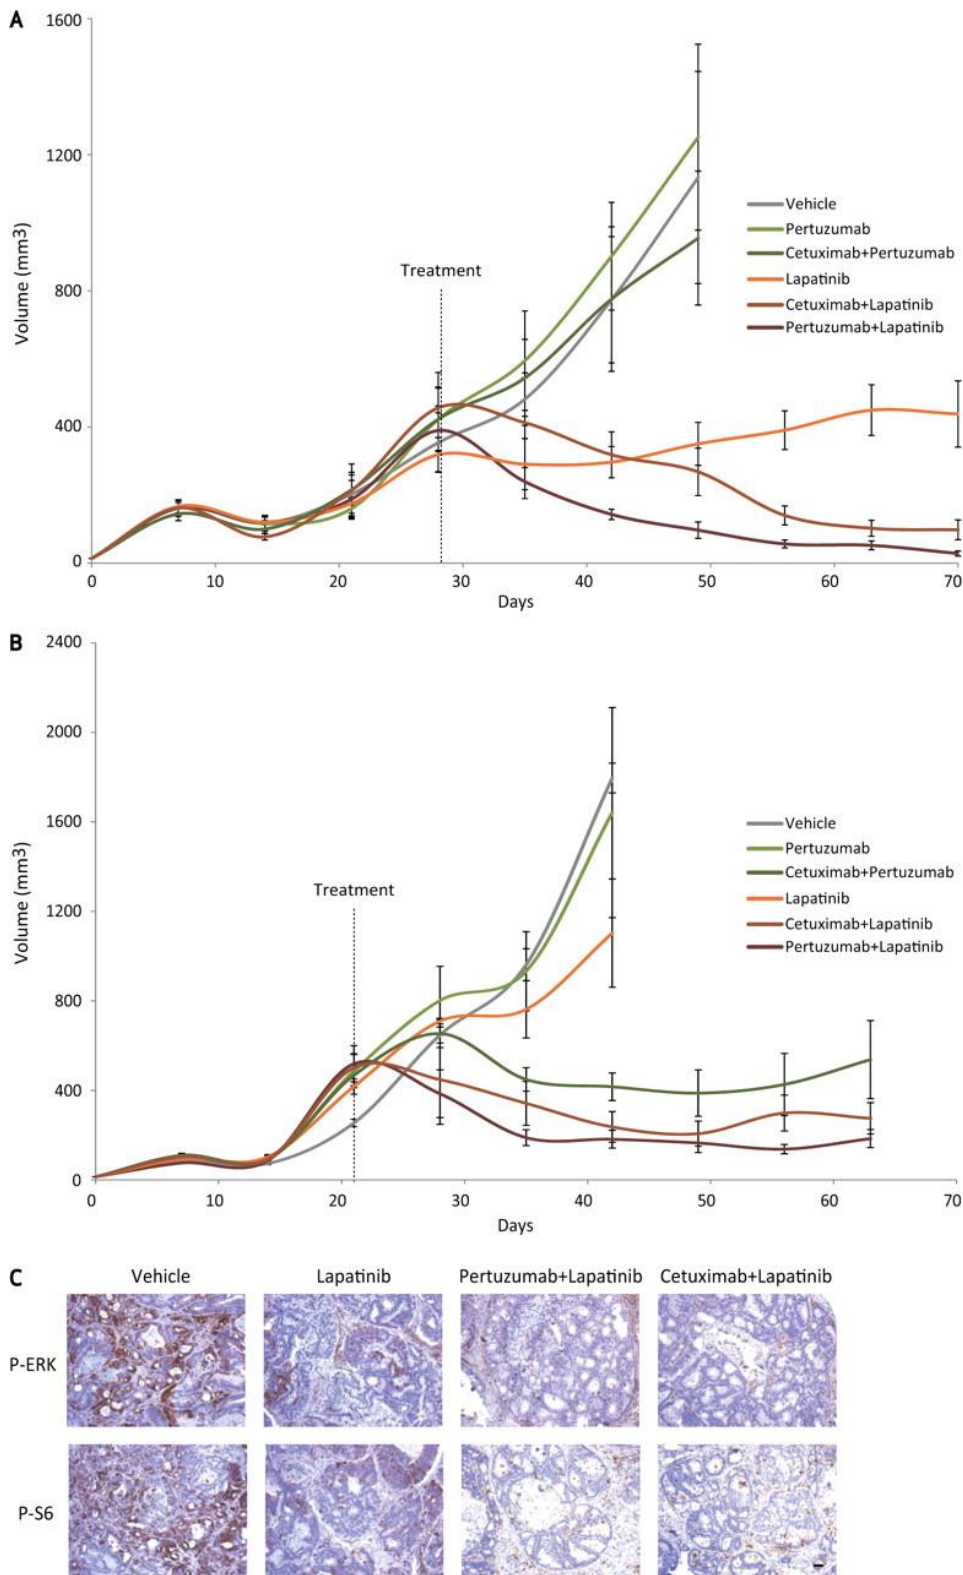 A
1600
1200
800
400
0
Volume (mm3)
Treatment
Vehicle
Pertuzumab
Cetuximab+Pertuzumab
Lapatinib
Cetuximab+Lapatinib
Pertuzumab+Lapatinib
0 10 20 30 40 50 60 70
Days
B
2400
2000
1600
1200
800
400
0
Volume (mm3)
Treatment
Vehicle
Pertuzumab
Cetuximab+Pertuzumab
Lapatinib
Cetuximab+Lapatinib
Pertuzumab+Lapatinib
0 10 20 30 40 50 60 70
Days
C
Vehicle Lapatinib Pertuzumab+Lapatinib Cetuximab+Lapatinib
P-ERK
P-S6